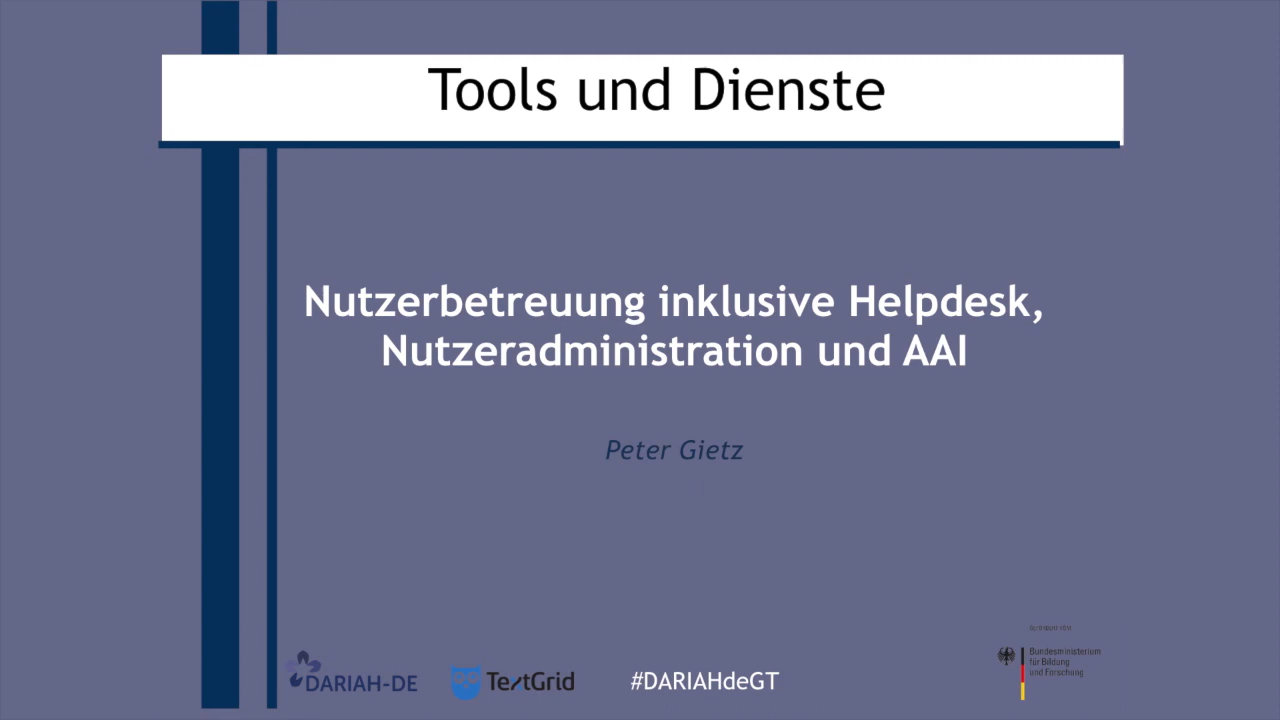 Tools und Dienste
Nutzerbetreuung inklusive Helpdesk,
Nutzeradministration und AAI
Peter Gietz
DARIAH-DE
TextGrid
#DARIAHdeGT
Bundesministerium
für Bildung
und Forschung